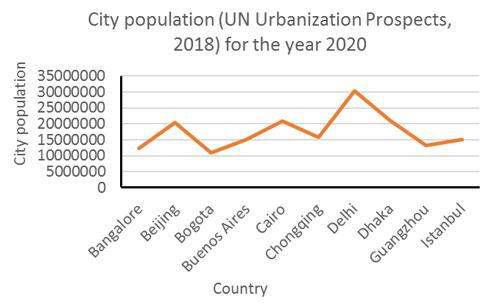 City population (UN Urbanization Prospects,
2018) for the year 2020
City population
35000000
30000000
25000000
20000000
15000000
10000000
5000000
0
Bangalore
Beijing
Bogota
Buenos Aires
Cairo
Chongqing
Delhi
Dhaka
Guangzhou
Istanbul
Country